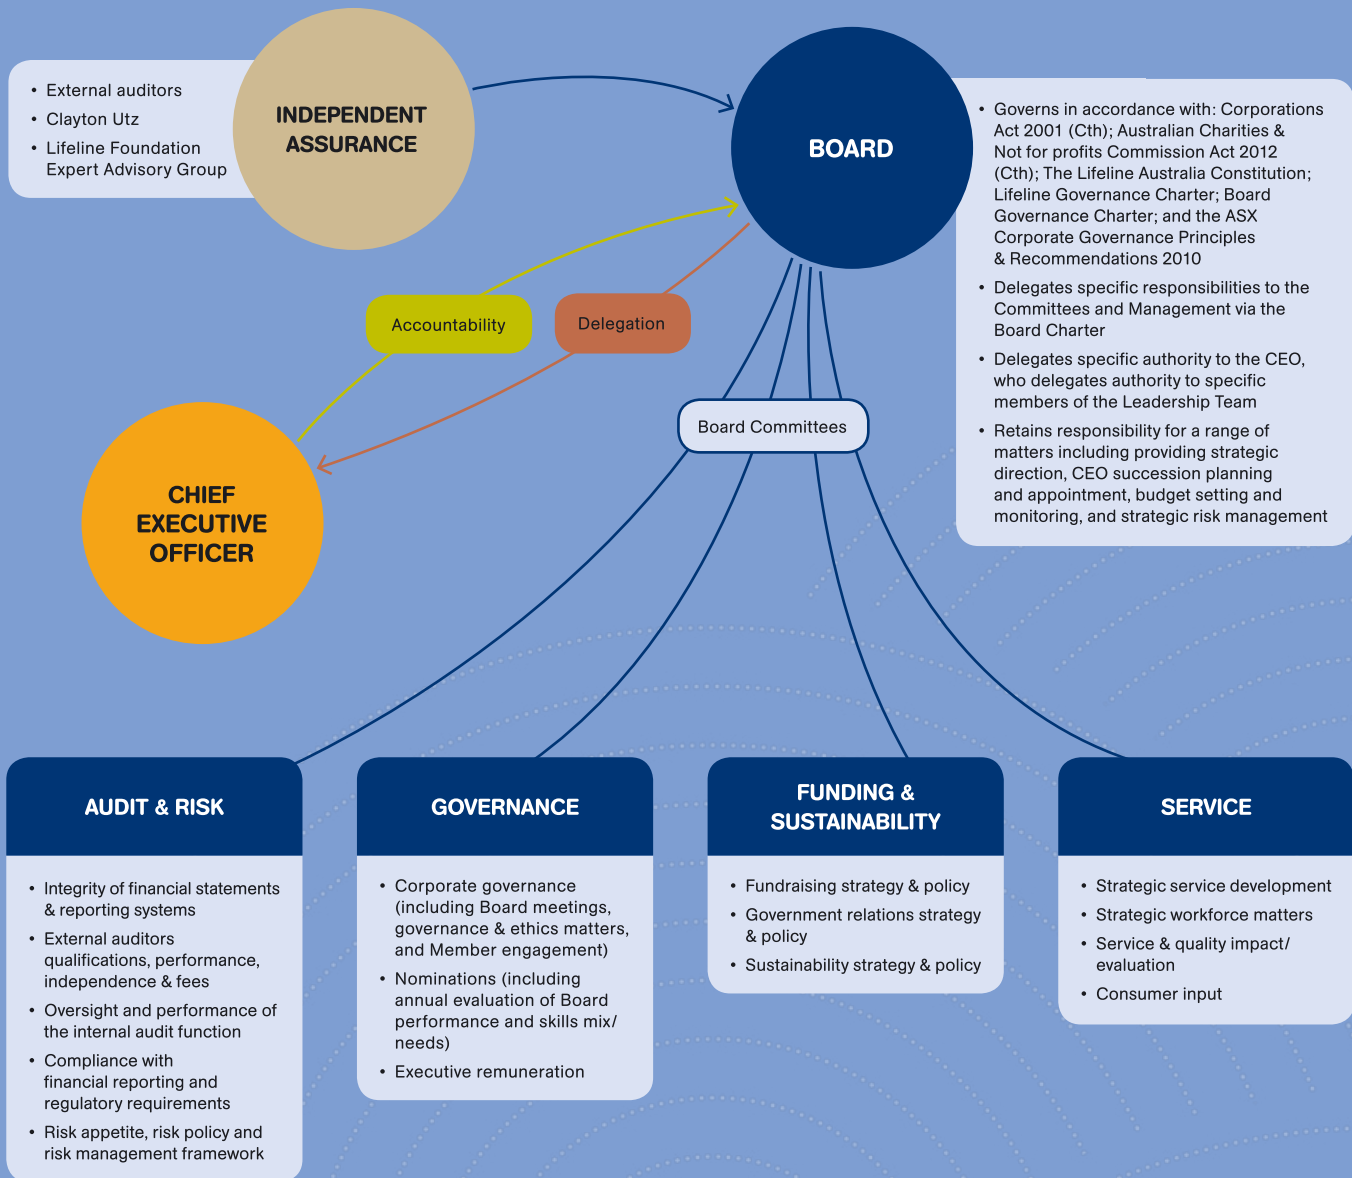 • External auditors
• Clayton Utz
• Lifeline Foundation
Expert Advisory Group
INDEPENDENT
ASSURANCE
BOARD
• Governs in accordance with: Corporations
Act 2001 (Cth); Australian Charities &
Not for profits Commission Act 2012
(Cth); The Lifeline Australia Constitution;
Lifeline Governance Charter; Board
Governance Charter; and the ASX
Corporate Governance Principles
& Recommendations 2010
• Delegates specific responsibilities to the
Committees and Management via the
Board Charter
• Delegates specific authority to the CEO,
who delegates authority to specific
members of the Leadership Team
• Retains responsibility for a range of
matters including providing strategic
direction, CEO succession planning
and appointment, budget setting and
monitoring, and strategic risk management
Accountability
Delegation
Board Committees
CHIEF
EXECUTIVE
OFFICER
AUDIT & RISK
• Integrity of financial statements
& reporting systems
• External auditors
qualifications, performance,
independence & fees
• Oversight and performance of
the internal audit function
• Compliance with
financial reporting and
regulatory requirements
• Risk appetite, risk policy and
risk management framework
GOVERNANCE
• Corporate governance
(including Board meetings,
governance & ethics matters,
and Member engagement)
• Nominations (including
annual evaluation of Board
performance and skills mix/
needs)
• Executive remuneration
FUNDING &
SUSTAINABILITY
• Fundraising strategy & policy
• Government relations strategy
& policy
• Sustainability strategy & policy
SERVICE
• Strategic service development
• Strategic workforce matters
• Service & quality impact/
evaluation
• Consumer input